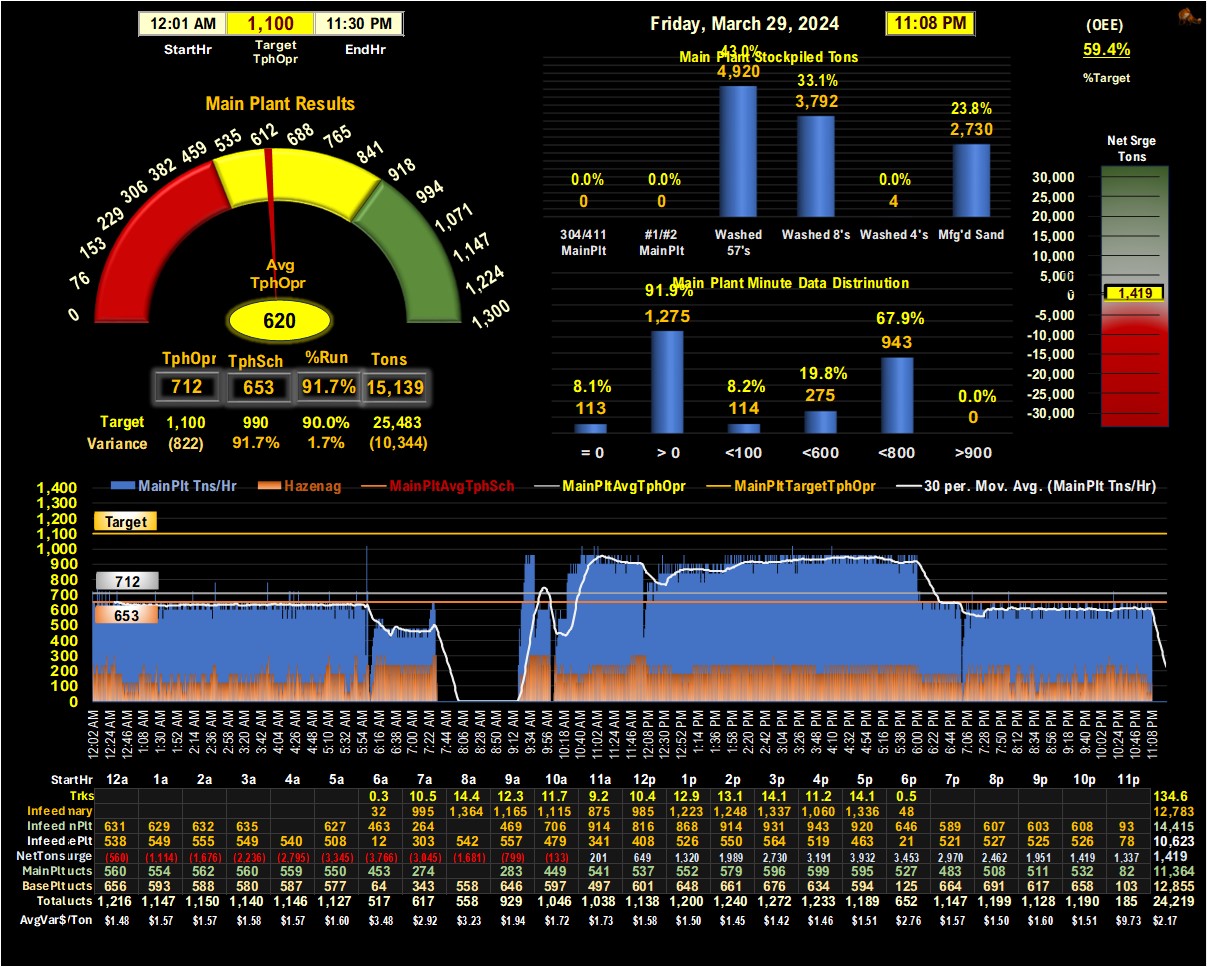 12:01 AM 1,100 11:30 PM
StartHr Target TphOpr EndHr
Friday, March 29, 2024 11:08 PM
(OEE)
59.4%
%Target
Main Plant Results
0 76 153 229 306 382 459 535 612 688 765 841 918 994 1,071 1,147 1,224 1,300
Avg
TphOpr
620
TphOpr TphSch %Run Tons
712 653 91.7% 15,139
Target 1,100 990 90.0% 25,483
Variance (822) 91.7% 1.7% (10,344)
Main Plant Stockpiled Tons
0.0% 0.0% 43.0% 33.1% 0.0% 23.8%
0 0 4,920 3,792 4 2,730
304/411 MainPlt #1/#2 MainPlt Washed 57's Washed 8's Washed 4's Mfg'd Sand
Main Plant Minute Data Distrinution
8.1% 91.9% 8.2% 19.8% 67.9% 0.0%
113 1,275 114 275 943 0
= 0 > 0 <100 <600 <800 >900
Net Srge
Tons
30,000
25,000
20,000
15,000
10,000
5,000
0
1,419
-5,000
-10,000
-15,000
-20,000
-25,000
-30,000
MainPlt Tns/Hr Hazenag MainPltAvgTphSch MainPltAvgTphOpr MainPltTargetTphOpr 30 per. Mov. Avg. (MainPlt Tns/Hr)
1,400
1,300
1,200
1,100
1,000
900
800
700
600
500
400
300
200
100
0
Target
712
653
12:02 AM 12:24 AM 12:46 AM 1:08 AM 1:30 AM 1:52 AM 2:14 AM 2:36 AM 2:58 AM 3:20 AM 3:42 AM 4:04 AM 4:26 AM 4:48 AM 5:10 AM 5:32 AM 5:54 AM 6:16 AM 6:38 AM 7:00 AM 7:22 AM 7:44 AM 8:06 AM 8:28 AM 8:50 AM 9:12 AM 9:34 AM 9:56 AM 10:18 AM 10:40 AM 11:02 AM 11:24 AM 11:46 AM 12:08 PM 12:30 PM 12:52 PM 1:14 PM 1:36 PM 1:58 PM 2:20 PM 2:42 PM 3:04 PM 3:26 PM 3:48 PM 4:10 PM 4:32 PM 4:54 PM 5:16 PM 5:38 PM 6:00 PM 6:22 PM 6:44 PM 7:06 PM 7:28 PM 7:50 PM 8:12 PM 8:34 PM 8:56 PM 9:18 PM 9:40 PM 10:02 PM 10:24 PM 10:46 PM 11:08 PM
StartHr 12a 1a 2a 3a 4a 5a 6a 7a 8a 9a 10a 11a 12p 1p 2p 3p 4p 5p 6p 7p 8p 9p 10p 11p
Trks 0.3 10.5 14.4 12.3 11.7 9.2 10.4 12.9 13.1 14.1 11.2 14.1 0.5 134.6
Infeed mary 32 995 1,364 1,165 1,115 875 985 1,223 1,248 1,337 1,060 1,336 48 12,783
Infeed nPlt 631 629 632 635 627 463 264 469 706 914 816 868 914 931 943 920 646 589 607 603 608 93 14,415
Infeed ePlt 538 549 555 549 540 508 12 303 542 557 479 341 408 526 550 564 519 463 21 521 527 525 526 78 10,623
NetTons urge (560) (1,114) (1,676) (2,236) (2,795) (3,345) (3,766) (3,045) (1,681) (799) (133) 201 649 1,320 1,989 2,730 3,191 3,932 3,453 2,970 2,462 1,951 1,419 1,337 1,419
MainPlt ucts 560 554 562 560 559 550 453 274 283 449 541 537 552 579 596 599 595 527 483 508 511 532 82 11,364
BasePlt ucts 656 593 588 580 587 577 64 343 558 646 597 497 601 648 661 676 634 594 125 664 691 617 658 103 12,855
Total ucts 1,216 1,147 1,150 1,140 1,146 1,127 517 617 558 929 1,046 1,038 1,138 1,200 1,240 1,272 1,233 1,189 652 1,147 1,199 1,128 1,190 185 24,219
AvgVar$/Ton $1.48 $1.57 $1.57 $1.58 $1.57 $1.60 $3.48 $2.92 $3.23 $1.94 $1.72 $1.73 $1.58 $1.50 $1.45 $1.42 $1.46 $1.51 $2.76 $1.57 $1.50 $1.60 $1.51 $9.73 $2.17